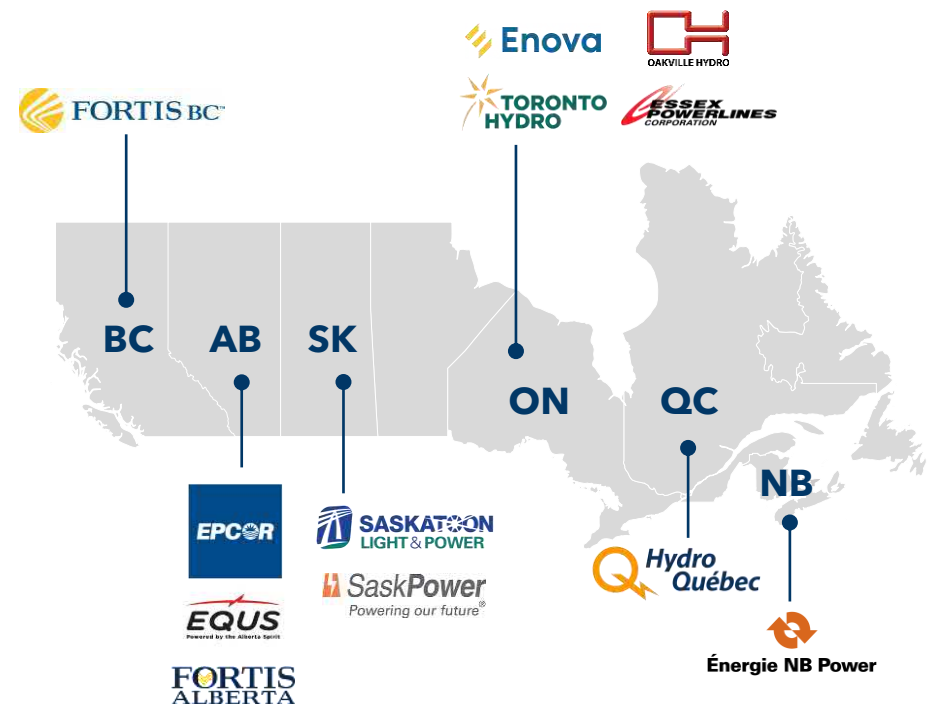 Enova
OAKVILLE HYDRO
FORTIS BC™
TORONTO
HYDRO
ESSEX
POWERLINES
CORPORATION
BC
AB
SK
ON
QC
NB
EPCOR
SASKATOON
LIGHT & POWER
Hydro
Québec
SaskPower
Powering our future®
EQUS
Powered by the Alberta Spirit
Énergie NB Power
FORTIS
ALBERTA